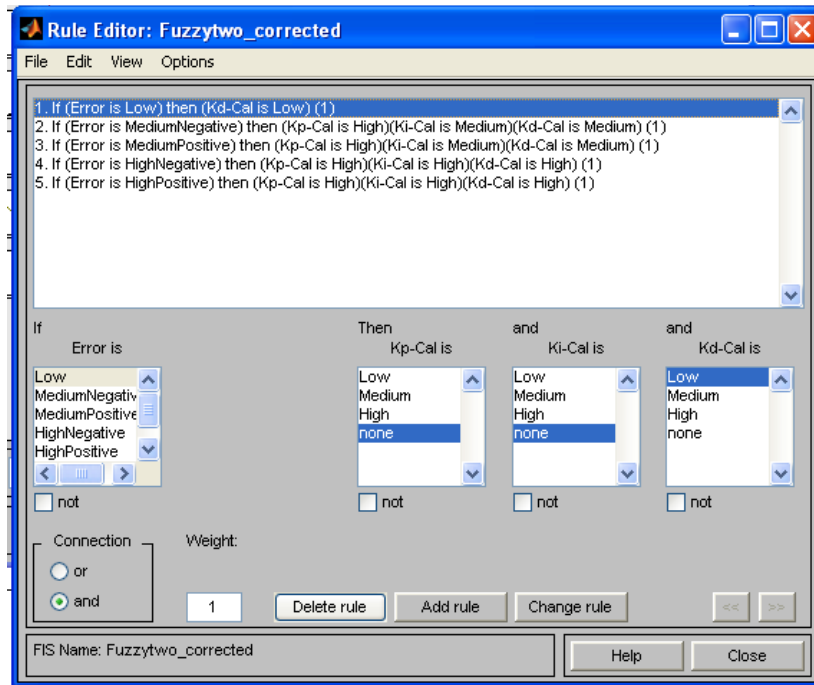 Rule Editor: Fuzzytwo_corrected
File Edit View Options
1. If (Error is Low) then (Kd-Cal is Low) (1)
2. If (Error is MediumNegative) then (Kp-Cal is High)(Ki-Cal is Medium)(Kd-Cal is Medium) (1)
3. If (Error is MediumPositive) then (Kp-Cal is High)(Ki-Cal is Medium)(Kd-Cal is Medium) (1)
4. If (Error is HighNegative) then (Kp-Cal is High)(Ki-Cal is High)(Kd-Cal is High) (1)
5. If (Error is HighPositive) then (Kp-Cal is High)(Ki-Cal is High)(Kd-Cal is High) (1)
If Then and and
Error is Kp-Cal is Ki-Cal is Kd-Cal is
Low Low Low Low
MediumNegativ Medium Medium Medium
MediumPositive High High High
HighNegative none none none
HighPositive
not not not not
Connection Weight:
or
and 1 Delete rule Add rule Change rule << >>
FIS Name: Fuzzytwo_corrected Help Close